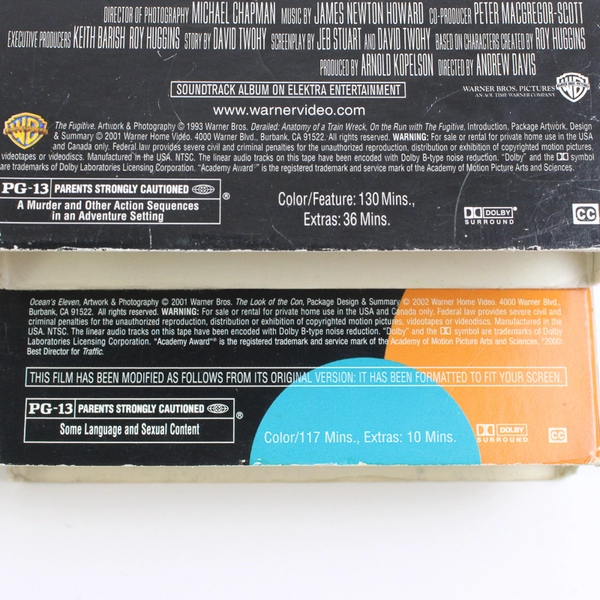 DIRECTOR OF PHOTOGRAPHY MICHAEL CHAPMAN MUSIC BY JAMES NEWTON HOWARD CO-PRODUCER PETER MACGREGOR-SCOTT
EXECUTIVE PRODUCERS KEITH BARISH ROY HUGGINS STORY BY DAVID TWOHY SCREENPLAY BY JEB STUART AND DAVID TWOHY BASED ON CHARACTERS CREATED BY ROY HUGGINS
PRODUCED BY ARNOLD KOPELSON DIRECTED BY ANDREW DAVIS
SOUNDTRACK ALBUM ON ELEKTRA ENTERTAINMENT
WARNER BROS. PICTURES
AN AOL TIME WARNER COMPANY
www.warnervideo.com
The Fugitive, Artwork & Photography © 1993 Warner Bros. Derailed: Anatomy of a Train Wreck, On the Run with The Fugitive, Introduction, Package Artwork, Design
& Summary © 2001 Warner Home Video. 4000 Warner Blvd., Burbank, CA 91522. All rights reserved. WARNING: For sale or rental for private home use in the USA
and Canada only. Federal law provides severe civil and criminal penalties for the unauthorized reproduction, distribution or exhibition of copyrighted motion pictures,
videotapes or videodiscs. Manufactured in the USA. NTSC. The linear audio tracks on this tape have been encoded with Dolby B-type noise reduction. "Dolby" and the DD symbol
are trademarks of Dolby Laboratories Licensing Corporation. "Academy Award®" is the registered trademark and service mark of the Academy of Motion Picture Arts and Sciences.
PG-13 PARENTS STRONGLY CAUTIONED ®
A Murder and Other Action Sequences
in an Adventure Setting
Color/Feature: 130 Mins.,
Extras: 36 Mins.
DOLBY
SURROUND
CC
Ocean's Eleven, Artwork & Photography © 2001 Warner Bros. The Look of the Con, Package Design & Summary © 2002 Warner Home Video. 4000 Warner Blvd.,
Burbank, CA 91522. All rights reserved. WARNING: For sale or rental for private home use in the USA and Canada only. Federal law provides severe civil and
criminal penalties for the unauthorized reproduction, distribution or exhibition of copyrighted motion pictures, videotapes or videodiscs. Manufactured in the
USA. NTSC. The linear audio tracks on this tape have been encoded with Dolby B-type noise reduction. "Dolby" and the DD symbol are trademarks of Dolby
Laboratories Licensing Corporation. "Academy Award"® is the registered trademark and service mark of the Academy of Motion Picture Arts and Sciences. *2000:
Best Director for Traffic.
THIS FILM HAS BEEN MODIFIED AS FOLLOWS FROM ITS ORIGINAL VERSION: IT HAS BEEN FORMATTED TO FIT YOUR SCREEN.
PG-13 PARENTS STRONGLY CAUTIONED ®
Some Language and Sexual Content
Color/117 Mins., Extras: 10 Mins.
DOLBY
SURROUND
CC